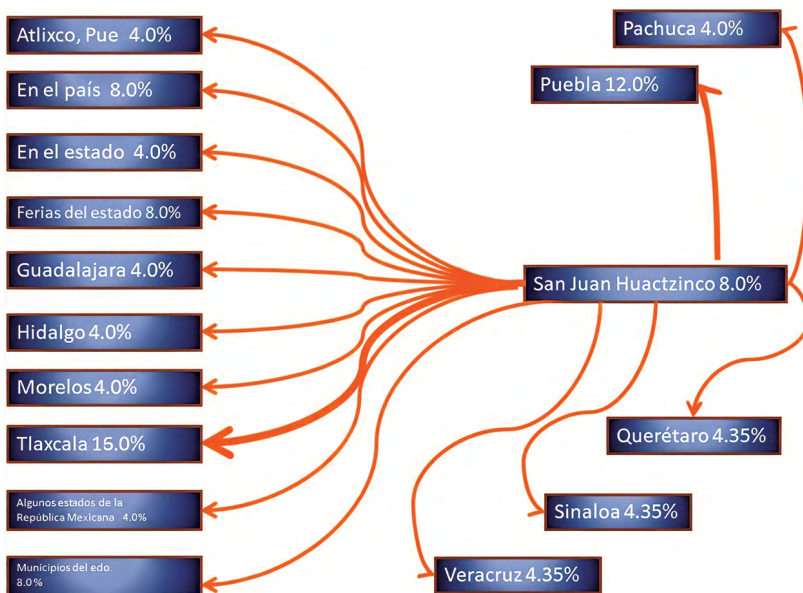 Atlixco, Pue 4.0%
En el país 8.0%
En el estado 4.0%
Ferias del estado 8.0%
Guadalajara 4.0%
Hidalgo 4.0%
Morelos 4.0%
Tlaxcala 16.0%
Algunos estados de la
República Mexicana 4.0%
Municipios del edo.
8.0%
Pachuca 4.0%
Puebla 12.0%
San Juan Huactzinco 8.0%
Querétaro 4.35%
Sinaloa 4.35%
Veracruz 4.35%